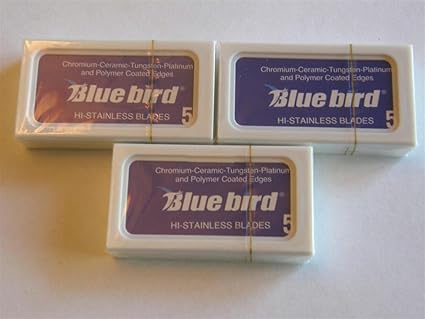 Chromium-Ceramic-Tungsten-Platinum
and Polymer Coated Edges
Blue bird®
HI-STAINLESS BLADES 5
Chromium-Ceramic-Tungsten-Platinum
and Polymer Coated Edges
Blue bird®
HI-STAINLESS BLADES 5
Chromium-Ceramic-Tungsten-Platinum
and Polymer Coated Edges
Blue bird®
HI-STAINLESS BLADES 5